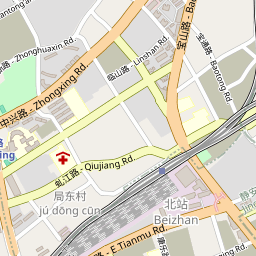 Zhonghuaxin Rd.
临山路 - Linshan Rd.
宝山路 - Ba
宝通路 - Baotong Rd.
中兴路 - Zhongxing Rd.
路
ing
虬江路 - Qiujiang Rd.
局东村
jú dōng cūn
北站
Beizhan
静安
- E Tianmu Rd.